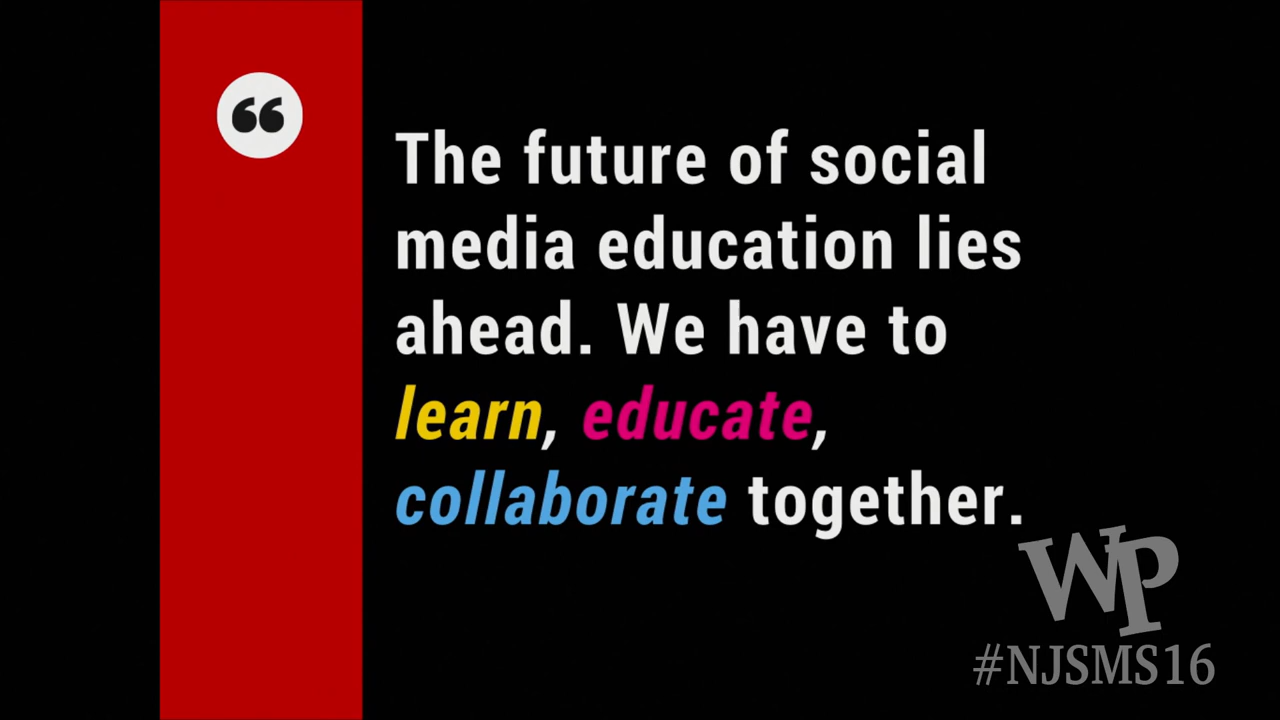 ❝
The future of social
media education lies
ahead. We have to
learn, educate,
collaborate together.
WP
#NJSMS16